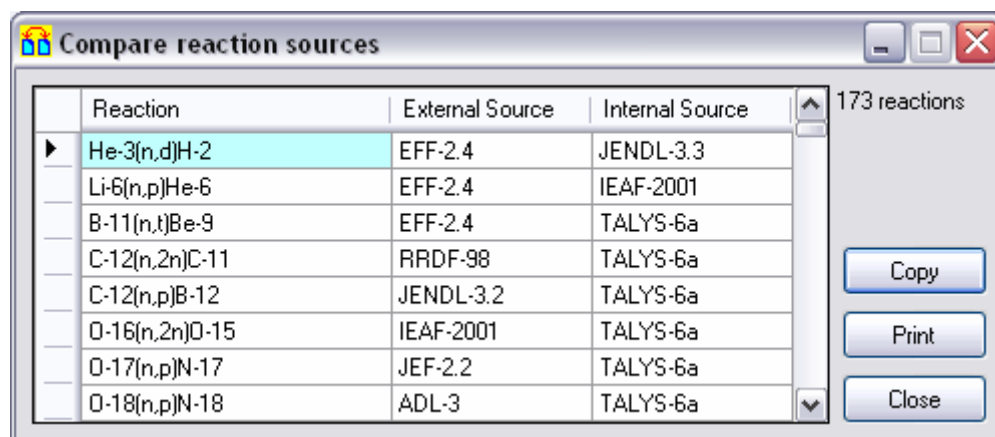 Compare reaction sources
Reaction External Source Internal Source 173 reactions
He-3(n,d)H-2 EFF-2.4 JENDL-3.3
Li-6(n,p)He-6 EFF-2.4 IEAF-2001
B-11(n,t)Be-9 EFF-2.4 TALYS-6a
C-12(n,2n)C-11 RRDF-98 TALYS-6a
C-12(n,p)B-12 JENDL-3.2 TALYS-6a
O-16(n,2n)O-15 IEAF-2001 TALYS-6a
O-17(n,p)N-17 JEF-2.2 TALYS-6a
O-18(n,p)N-18 ADL-3 TALYS-6a
Copy
Print
Close